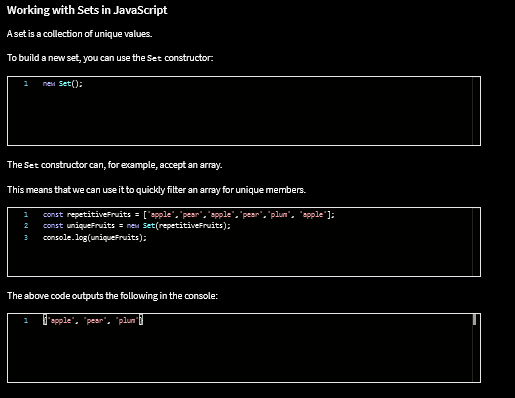 Working with Sets in JavaScript
A set is a collection of unique values.
To build a new set, you can use the Set constructor:
1 new Set();
The Set constructor can, for example, accept an array.
This means that we can use it to quickly filter an array for unique members.
1 const repetitiveFruits = ['apple','pear','apple','pear','plum', 'apple'];
2 const uniqueFruits = new Set(repetitiveFruits);
3 console.log(uniqueFruits);
The above code outputs the following in the console:
1 {'apple', 'pear', 'plum'}